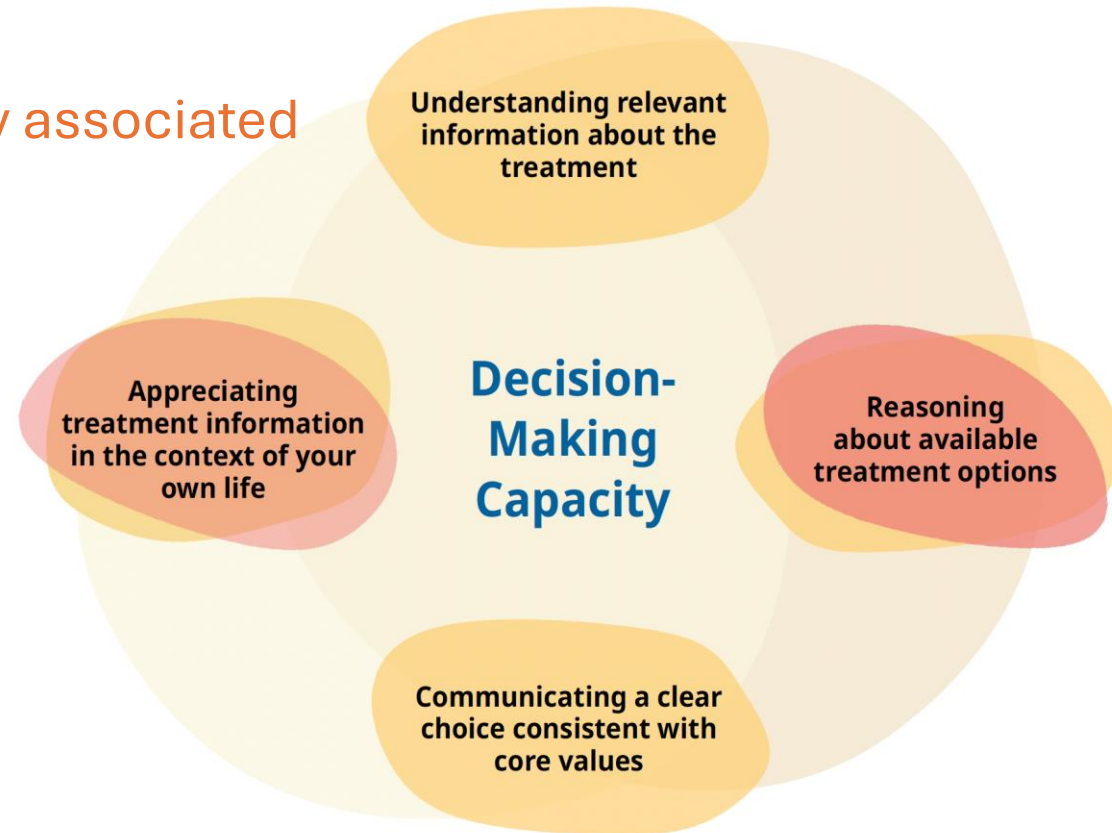 associated
Understanding relevant
information about the
treatment
Appreciating
treatment information
in the context of your
own life
Decision-
Making
Capacity
Reasoning
about available
treatment options
Communicating a clear
choice consistent with
core values